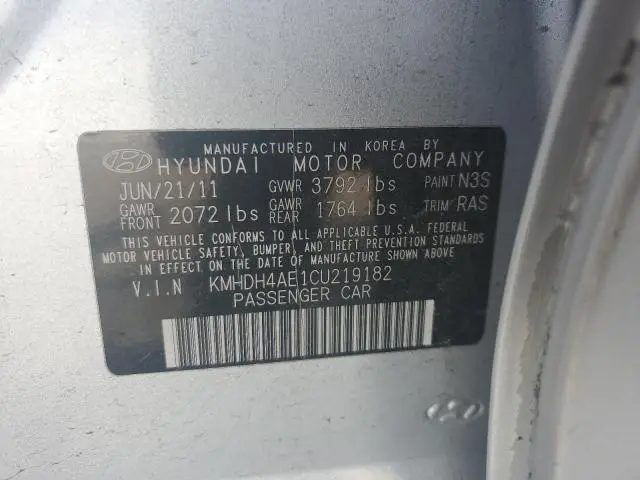 MANUFACTURED IN KOREA BY
HYUNDAI MOTOR COMPANY
JUN/21/11 GVWR 3792 lbs PAINT N3S
GAWR FRONT 2072 lbs GAWR REAR 1764 lbs TRIM RAS
THIS VEHICLE CONFORMS TO ALL APPLICABLE U.S.A. FEDERAL
MOTOR VEHICLE SAFETY, BUMPER, AND THEFT PREVENTION STANDARDS
IN EFFECT ON THE DATE OF MANUFACTURE SHOWN ABOVE.
V.I.N KMHDH4AE1CU219182
PASSENGER CAR